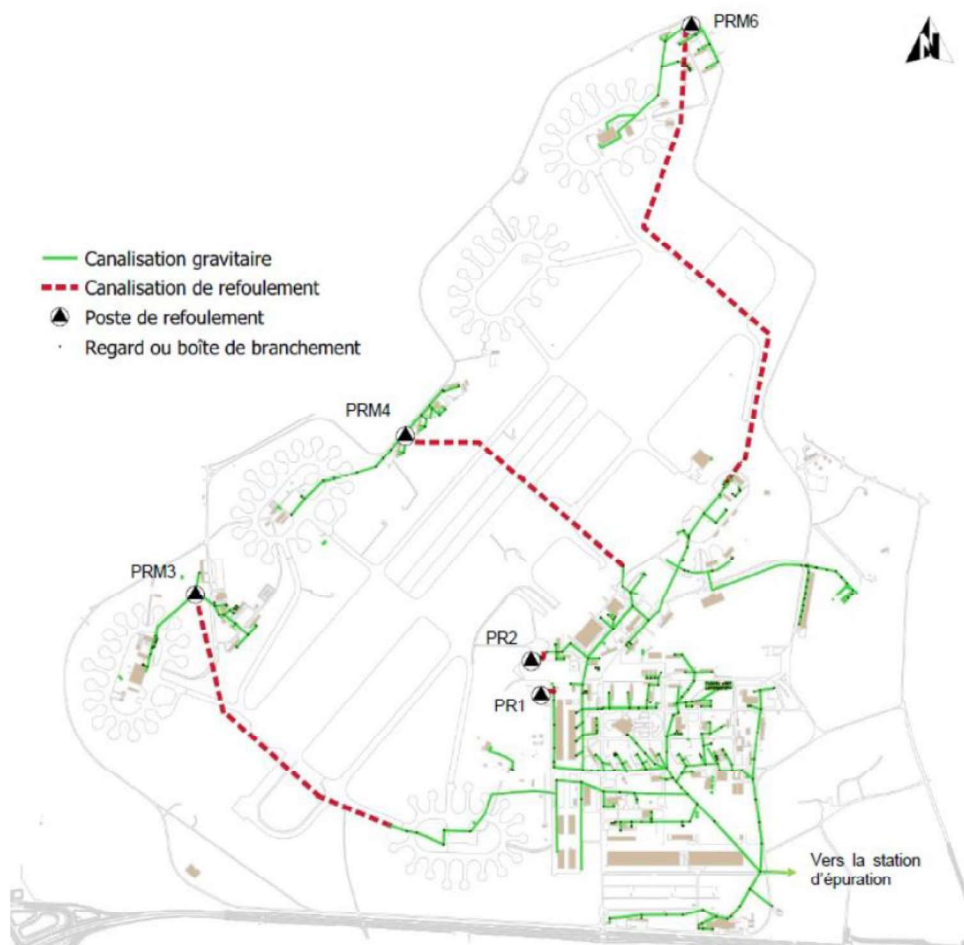 PRM6
N
Canalisation gravitaire
Canalisation de refoulement
Poste de refoulement
Regard ou boîte de branchement
PRM4
PRM3
PR2
PR1
Vers la station
d'épuration